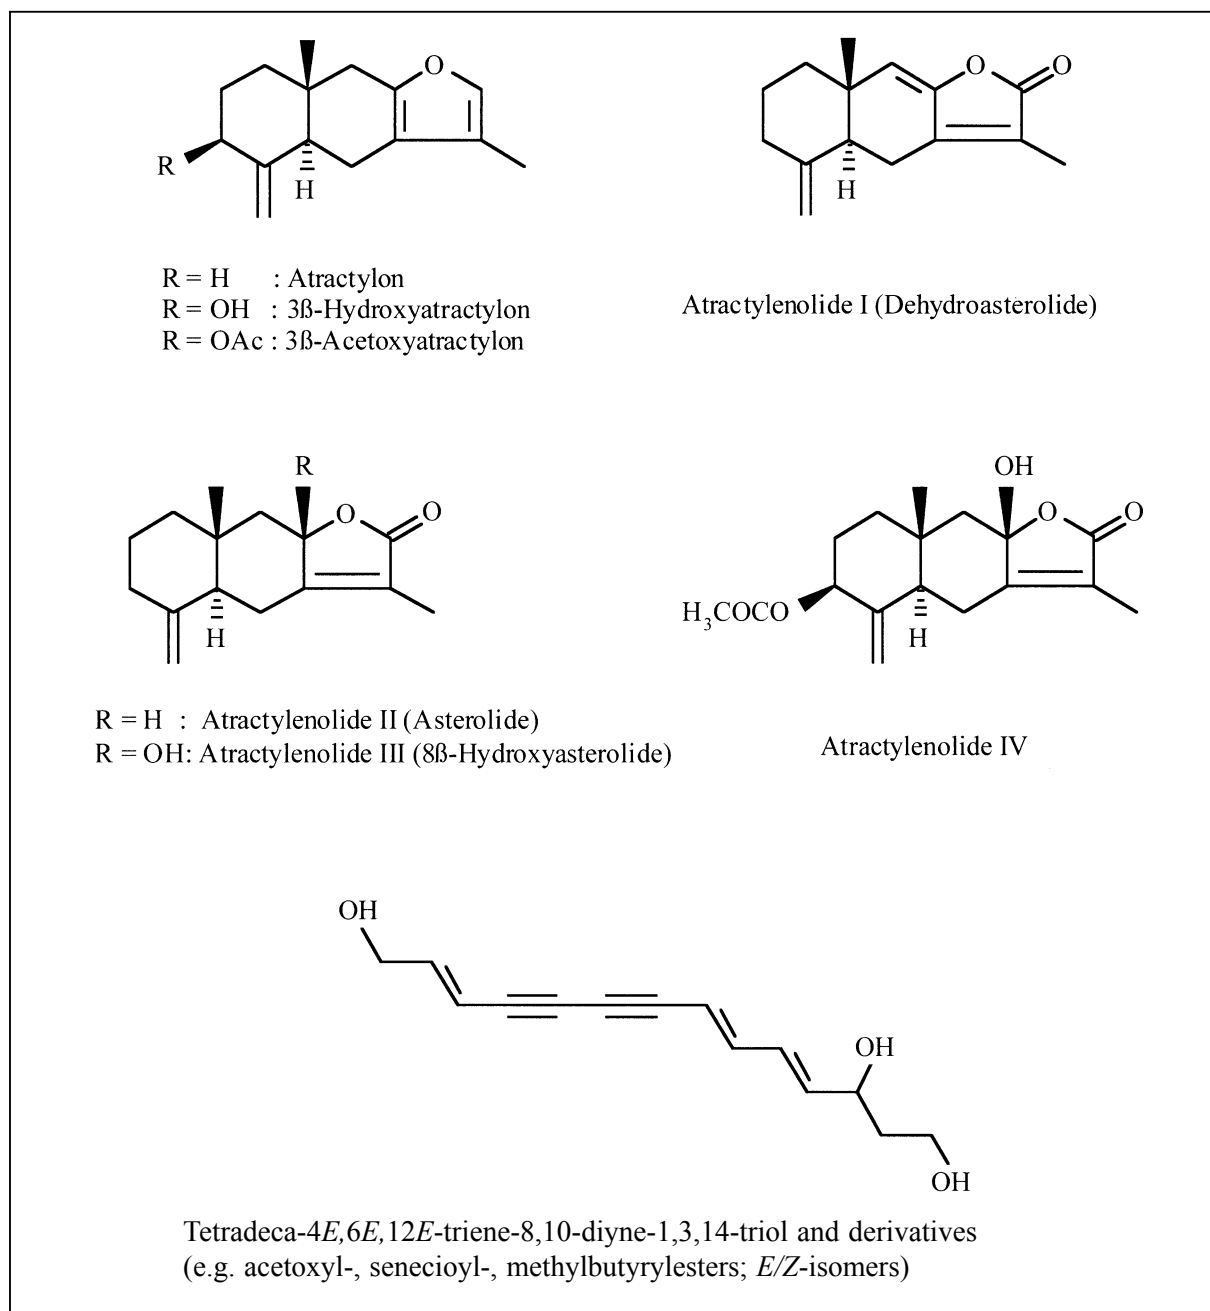 O
R
H
R = H : Atractylon
R = OH : 3ß-Hydroxyatractylon
R = OAc : 3ß-Acetoxyatractylon
O
O
H
Atractylenolide I (Dehydroasterolide)
R
O
O
H
R = H : Atractylenolide II (Asterolide)
R = OH: Atractylenolide III (8ß-Hydroxyasterolide)
OH
O
O
H3COCO
H
Atractylenolide IV
OH
OH
OH
Tetradeca-4E,6E,12E-triene-8,10-diyne-1,3,14-triol and derivatives
(e.g. acetoxyl-, senecioyl-, methylbutyrylesters; E/Z-isomers)